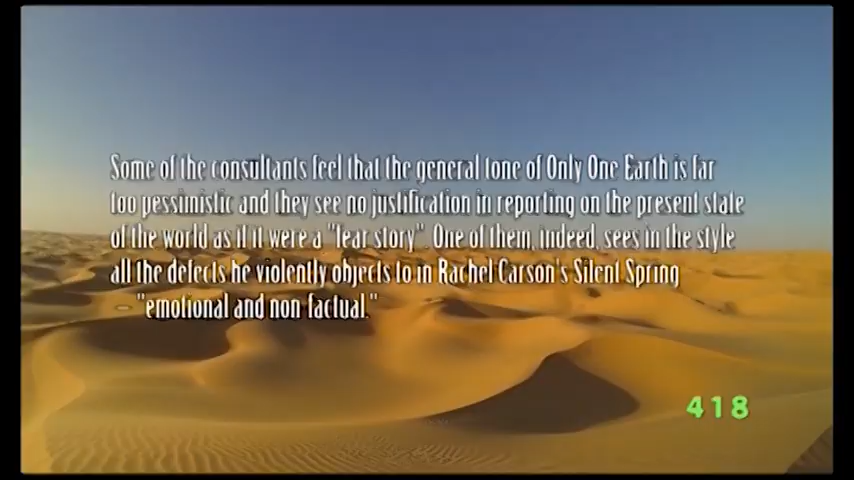 Some of the consultants feel that the general tone of Only One Earth is far
too pessimistic and they see no justification in reporting on the present state
of the world as if it were a "fear story". One of them, indeed, sees in the style
all the defects he violently objects to in Rachel Carson's Silent Spring
"emotional and non factual."
418